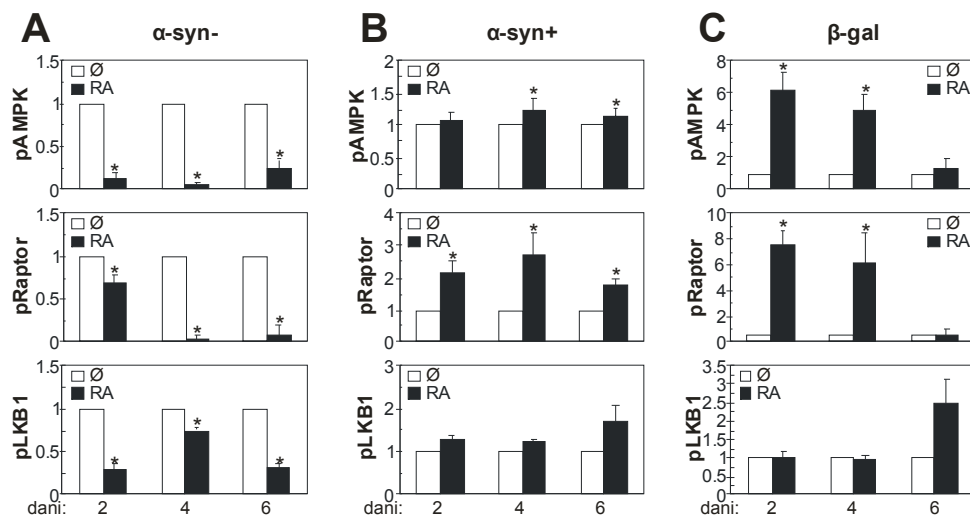 A α-syn-
1.5
1
0.5
0
pAMPK
Ø
RA
* * *
1.5
1
0.5
0
pRaptor
Ø
RA
* * *
1.5
1
0.5
0
pLKB1
Ø
RA
* * *
dani: 2 4 6
B α-syn+
2
1.5
1
0.5
0
pAMPK
Ø
RA
* *
4
3
2
1
0
pRaptor
Ø
RA
* * *
3
2
1
0
pLKB1
Ø
RA
dani: 2 4 6
C β-gal
8
6
4
2
0
pAMPK
Ø
RA
* *
10
8
6
4
2
0
pRaptor
Ø
RA
* *
3.5
3
2.5
2
1.5
1
0.5
0
pLKB1
Ø
RA
dani: 2 4 6